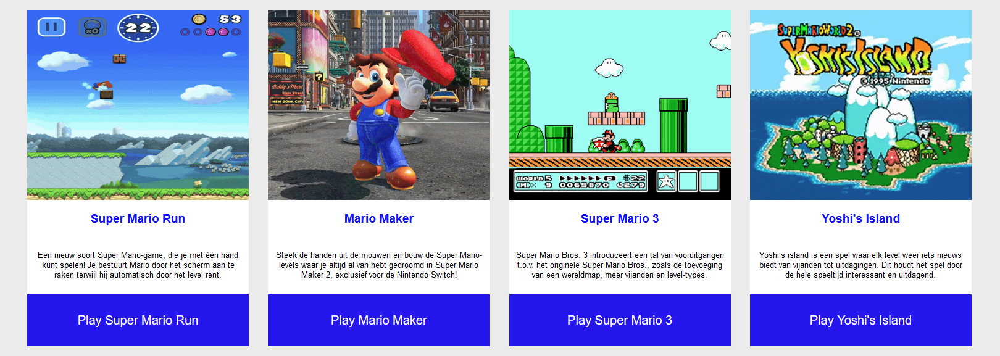 x0
22
53
Diddy's Mart
Dixie Street
NEW DONK CITY
?
WORLD 5
P
$22
(M)× 9
0065870
279
SUPER MARIO WORLD 2
YOSHI'S ISLAND
©1995 Nintendo
Super Mario Run
Een nieuw soort Super Mario-game, die je met één hand
kunt spelen! Je bestuurt Mario door het scherm aan te
raken terwijl hij automatisch door het level rent.
Play Super Mario Run
Mario Maker
Steek de handen uit de mouwen en bouw de Super Mario-
levels waar je altijd al van hebt gedroomd in Super Mario
Maker 2, exclusief voor de Nintendo Switch!
Play Mario Maker
Super Mario 3
Super Mario Bros. 3 introduceert een tal van vooruitgangen
t.o.v. het originele Super Mario Bros., zoals de toevoeging
van een wereldmap, meer vijanden en level-types.
Play Super Mario 3
Yoshi's Island
Yoshi's island is een spel waar elk level weer iets nieuws
biedt van vijanden tot uitdagingen. Dit houdt het spel door
de hele speeltijd interessant en uitdagend.
Play Yoshi's Island